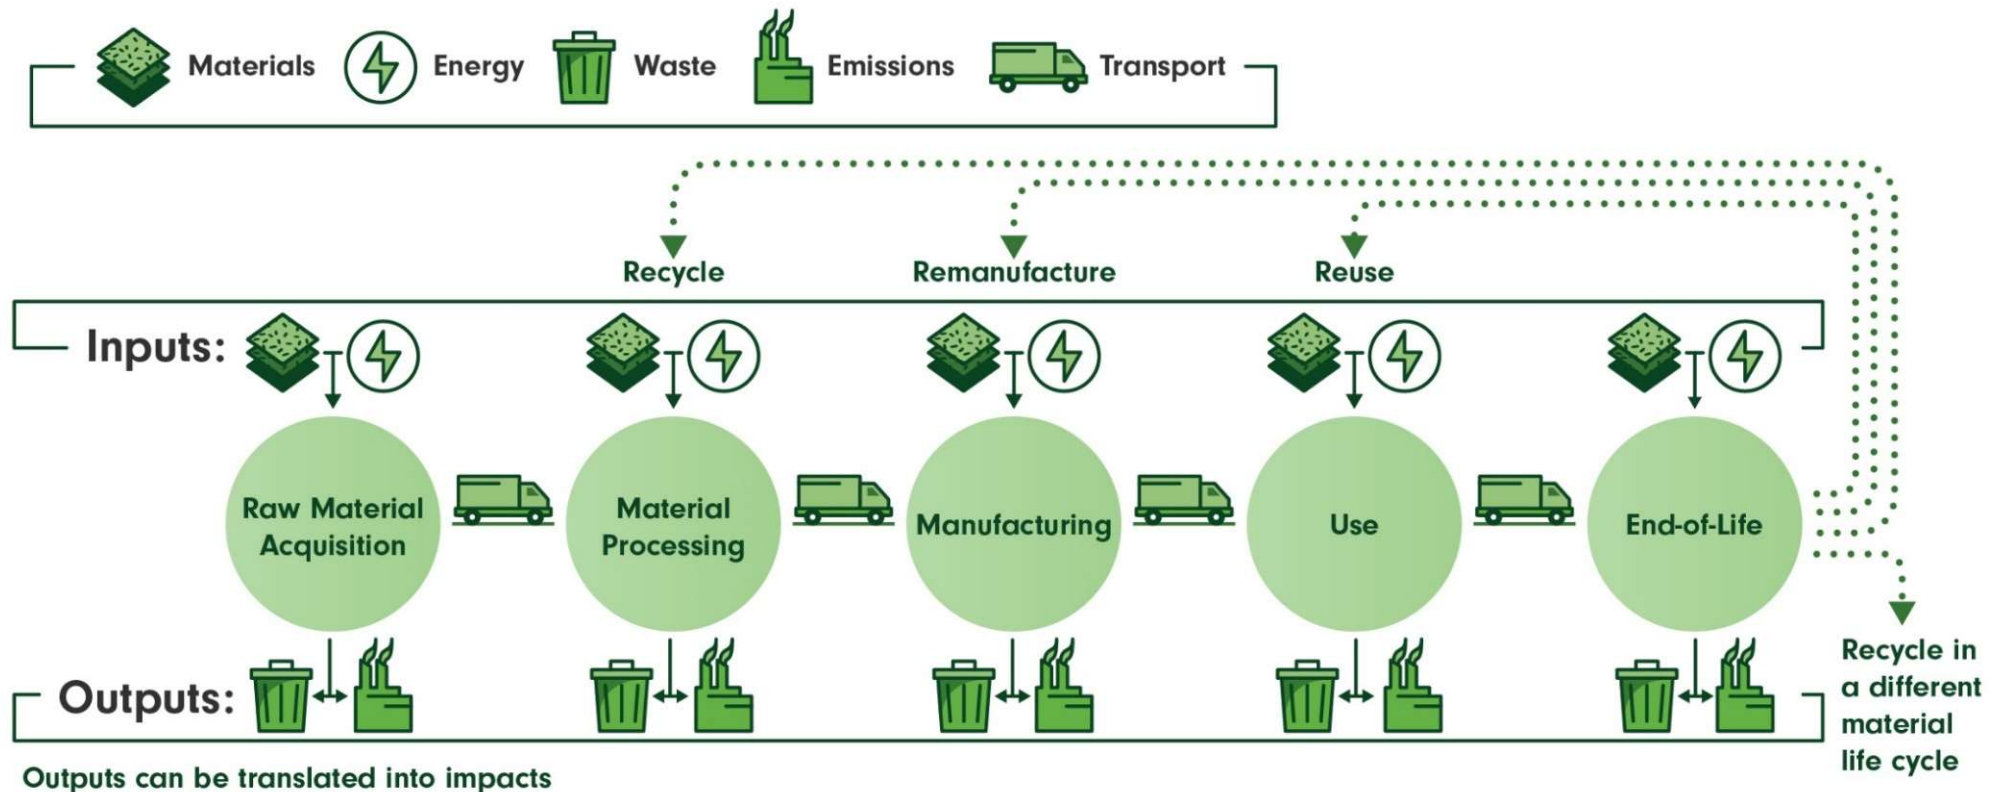 Materials
Energy
Waste
Emissions
Transport
Recycle
Remanufacture
Reuse
Inputs:
Raw Material
Acquisition
Material
Processing
Manufacturing
Use
End-of-Life
Outputs:
Recycle in
a different
material
life cycle
Outputs can be translated into impacts